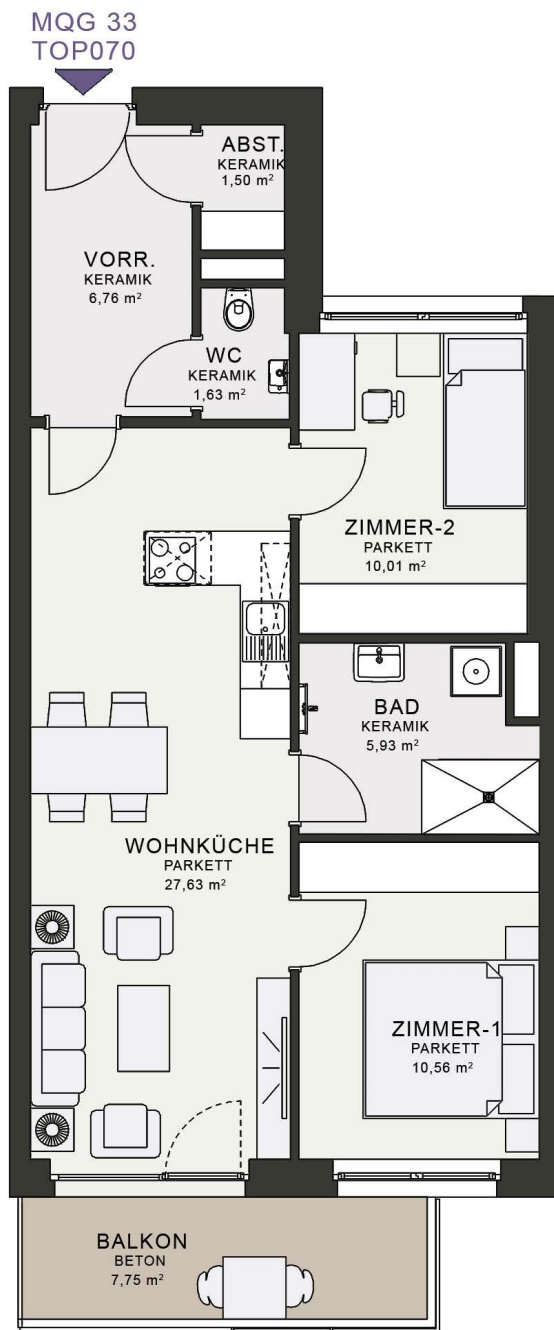 MQG 33
TOP070
ABST.
KERAMIK
1,50 m²
VORR.
KERAMIK
6,76 m²
WC
KERAMIK
1,63 m²
ZIMMER-2
PARKETT
10,01 m²
BAD
KERAMIK
5,93 m²
WOHNKÜCHE
PARKETT
27,63 m²
ZIMMER-1
PARKETT
10,56 m²
BALKON
BETON
7,75 m²